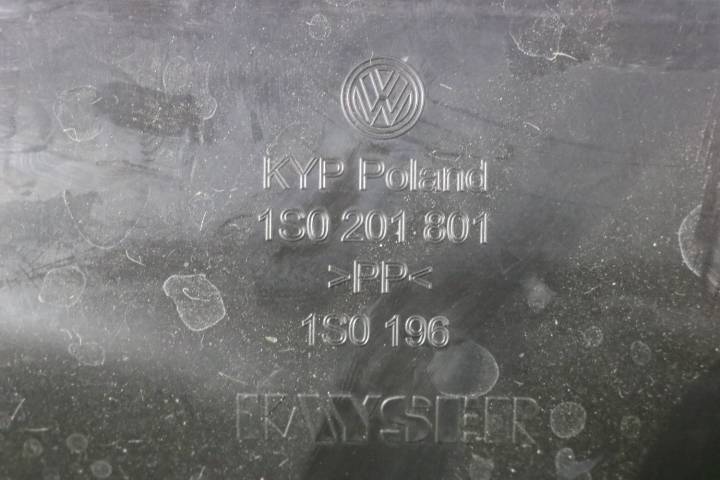 KYP Poland
1S0 201 801
>PP<
1S0 196
KAYSER